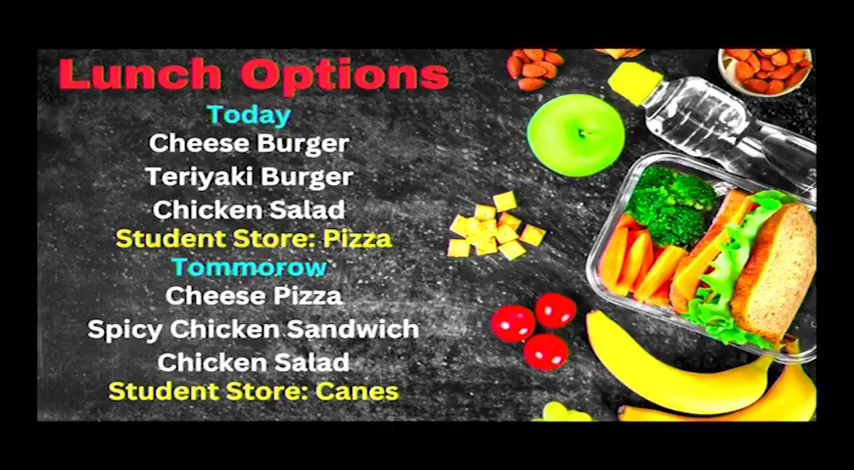 Lunch Options
Today
Cheese Burger
Teriyaki Burger
Chicken Salad
Student Store: Pizza
Tommorow
Cheese Pizza
Spicy Chicken Sandwich
Chicken Salad
Student Store: Canes